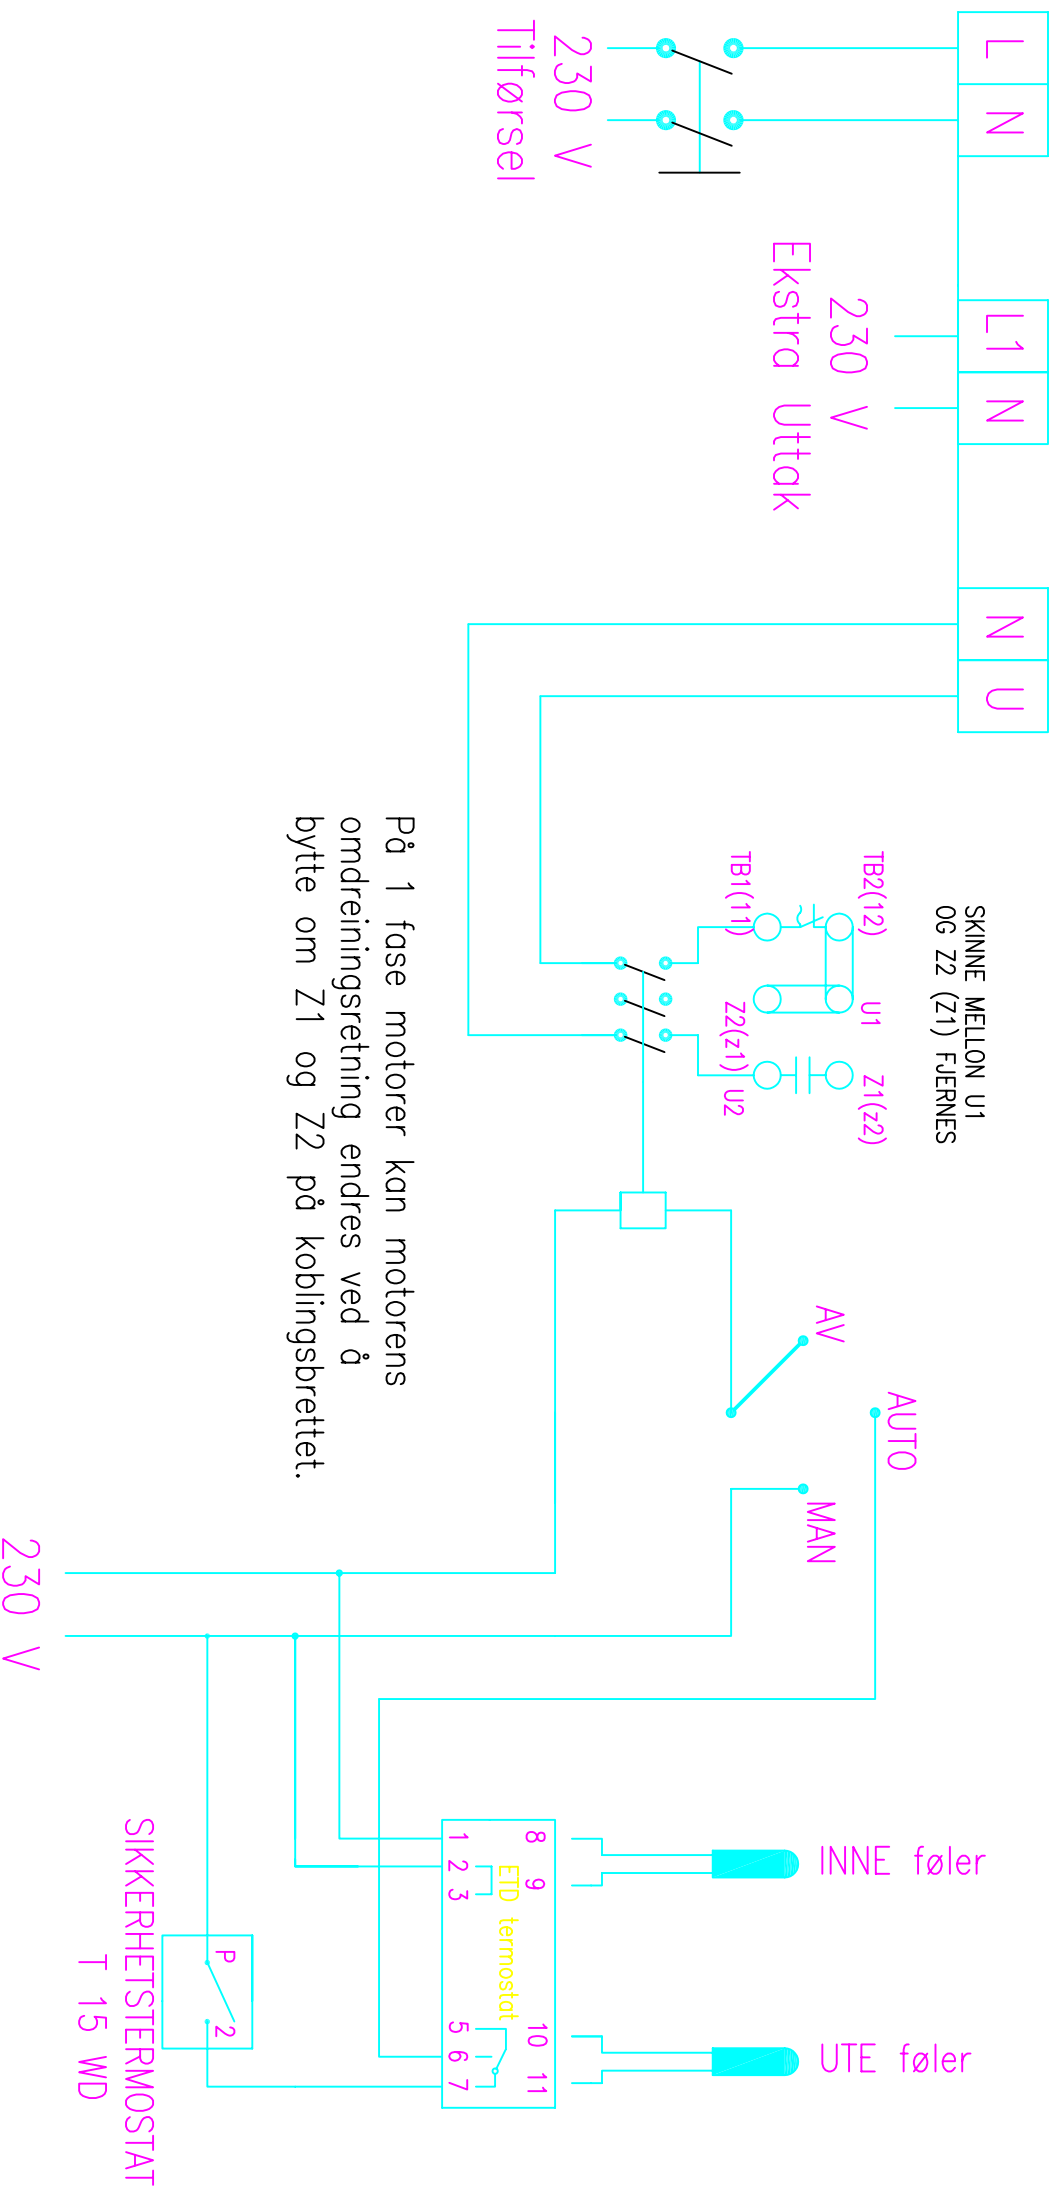 L
N
L1
N
N
U
230 V
Tilførsel
230 V
Ekstra Uttak
SKINNE MELLON U1
OG Z2 (Z1) FJERNES
TB2(12)
U1
Z1(z2)
TB1(11)
Z2(z1) U2
På 1 fase motorer kan motorens
omdreiningsretning endres ved å
bytte om Z1 og Z2 på koblingsbrettet.
AV
AUTO
MAN
230 V
INNE føler
UTE føler
8
9
10
11
ETD termostat
1
2
3
5
6
7
P
2
SIKKERHETSTERMOSTAT
T 15 WD